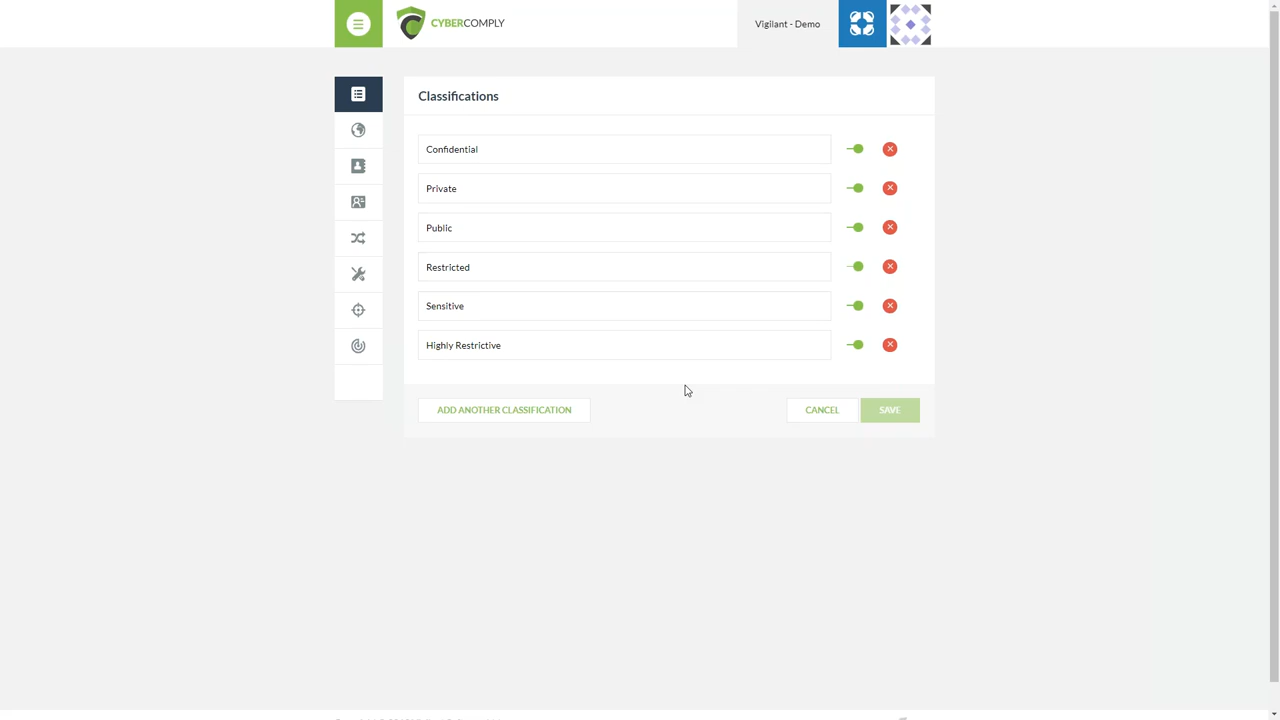 CYBERCOMPLY
Vigilant - Demo
Classifications
Confidential
Private
Public
Restricted
Sensitive
Highly Restrictive
ADD ANOTHER CLASSIFICATION
CANCEL
SAVE